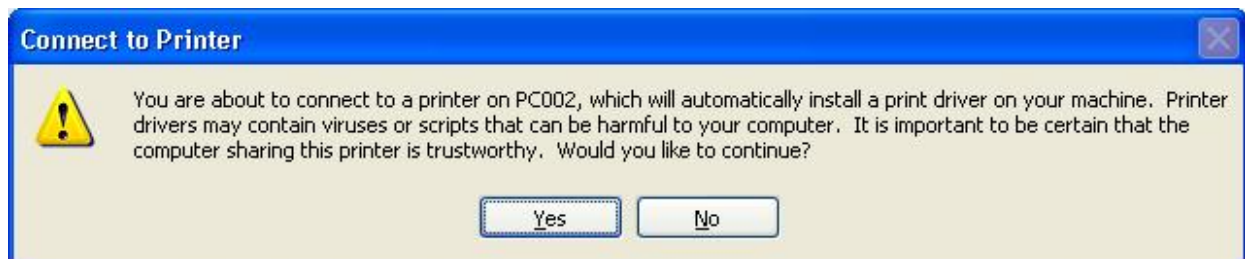 Connect to Printer
You are about to connect to a printer on PC002, which will automatically install a print driver on your machine.  Printer
drivers may contain viruses or scripts that can be harmful to your computer.  It is important to be certain that the
computer sharing this printer is trustworthy.  Would you like to continue?
Yes No